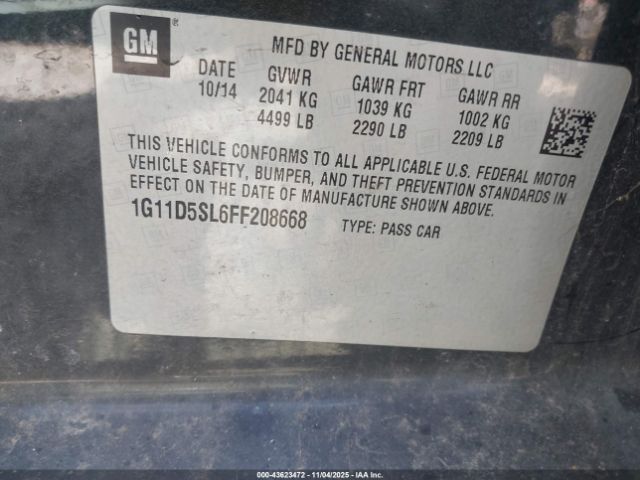 GM®
MFD BY GENERAL MOTORS LLC
DATE GVWR GAWR FRT GAWR RR
10/14 2041 KG 1039 KG 1002 KG
4499 LB 2290 LB 2209 LB
THIS VEHICLE CONFORMS TO ALL APPLICABLE U.S. FEDERAL MOTOR
VEHICLE SAFETY, BUMPER, AND THEFT PREVENTION STANDARDS IN
EFFECT ON THE DATE OF MANUFACTURE SHOWN ABOVE.
1G11D5SL6FF208668 TYPE: PASS CAR
000-43623472 - 11/04/2025 - IAA Inc.